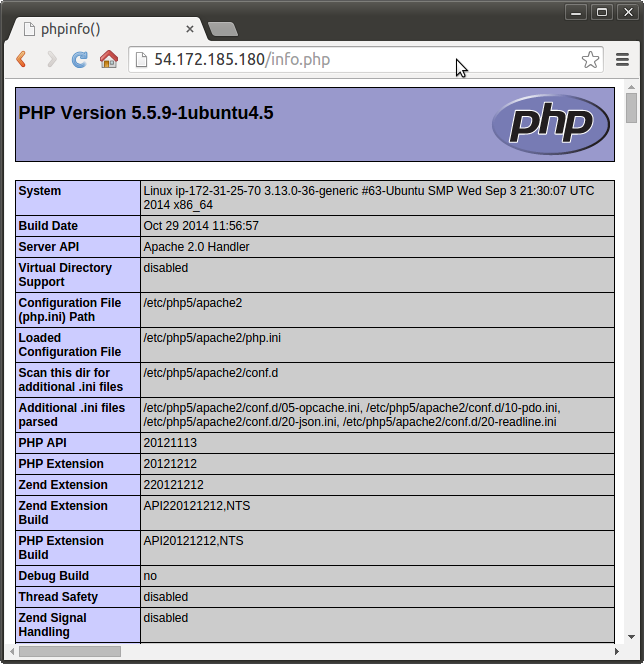 phpinfo()
54.172.185.180/info.php
PHP Version 5.5.9-1ubuntu4.5
php
System
Linux ip-172-31-25-70 3.13.0-36-generic #63-Ubuntu SMP Wed Sep 3 21:30:07 UTC
2014 x86_64
Build Date
Oct 29 2014 11:56:57
Server API
Apache 2.0 Handler
Virtual Directory
Support
disabled
Configuration File
(php.ini) Path
/etc/php5/apache2
Loaded
Configuration File
/etc/php5/apache2/php.ini
Scan this dir for
additional .ini files
/etc/php5/apache2/conf.d
Additional .ini files
parsed
/etc/php5/apache2/conf.d/05-opcache.ini, /etc/php5/apache2/conf.d/10-pdo.ini,
/etc/php5/apache2/conf.d/20-json.ini, /etc/php5/apache2/conf.d/20-readline.ini
PHP API
20121113
PHP Extension
20121212
Zend Extension
220121212
Zend Extension
Build
API220121212,NTS
PHP Extension
Build
API20121212,NTS
Debug Build
no
Thread Safety
disabled
Zend Signal
Handling
disabled